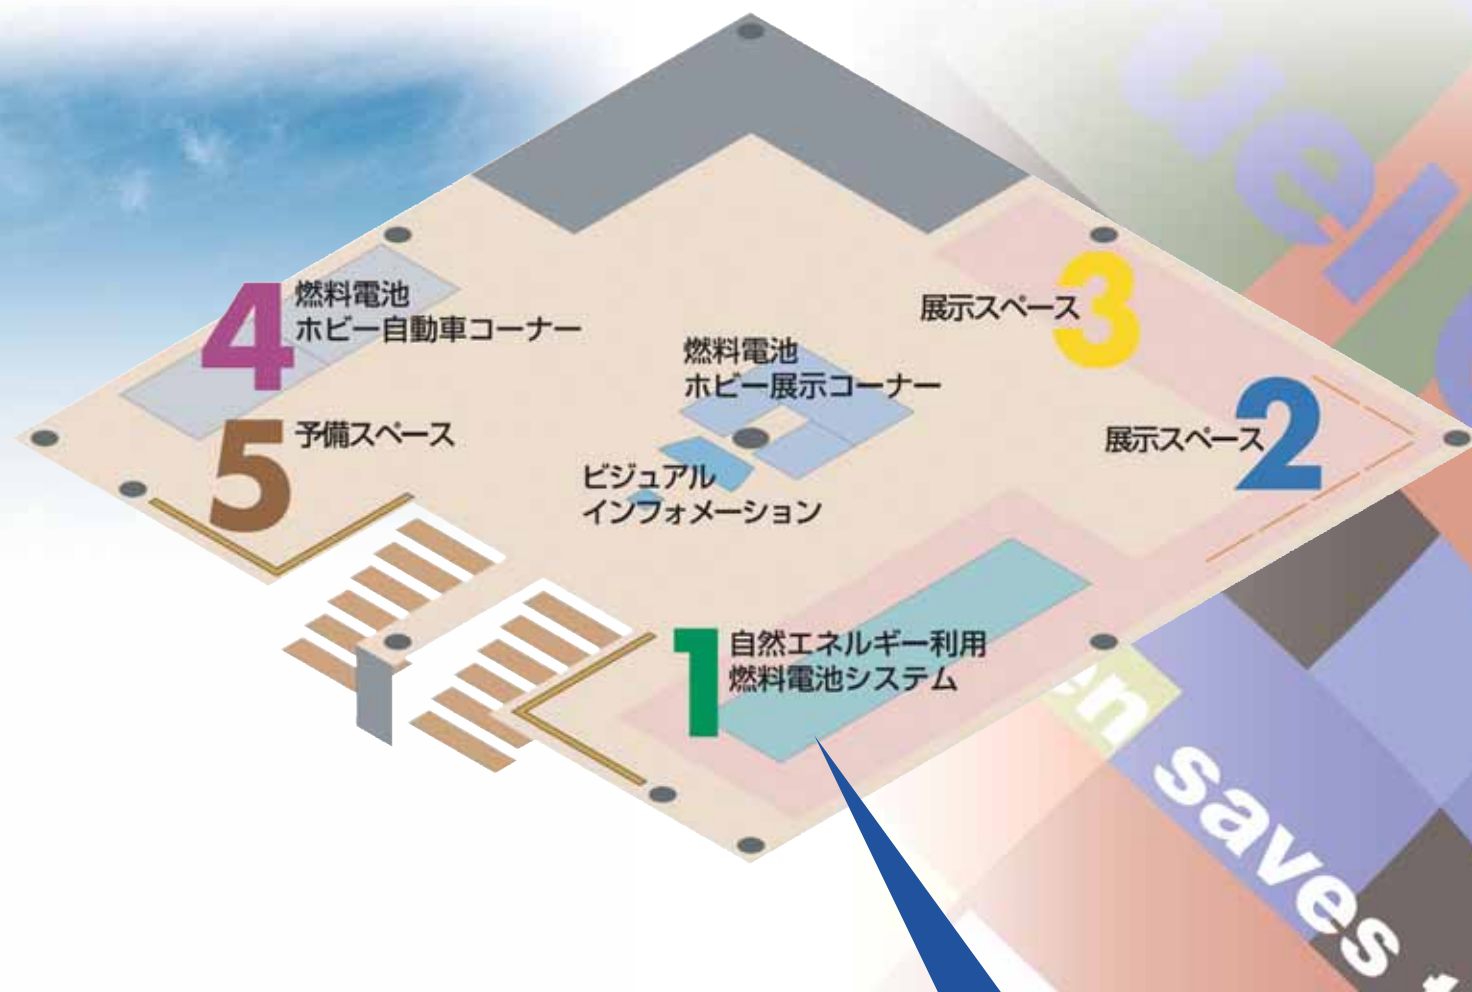 4
燃料電池
ホビー自動車コーナー
5
予備スペース
燃料電池
ホビー展示コーナー
ビジュアル
インフォメーション
展示スペース
3
展示スペース
2
1
自然エネルギー利用
燃料電池システム
uel
en saves